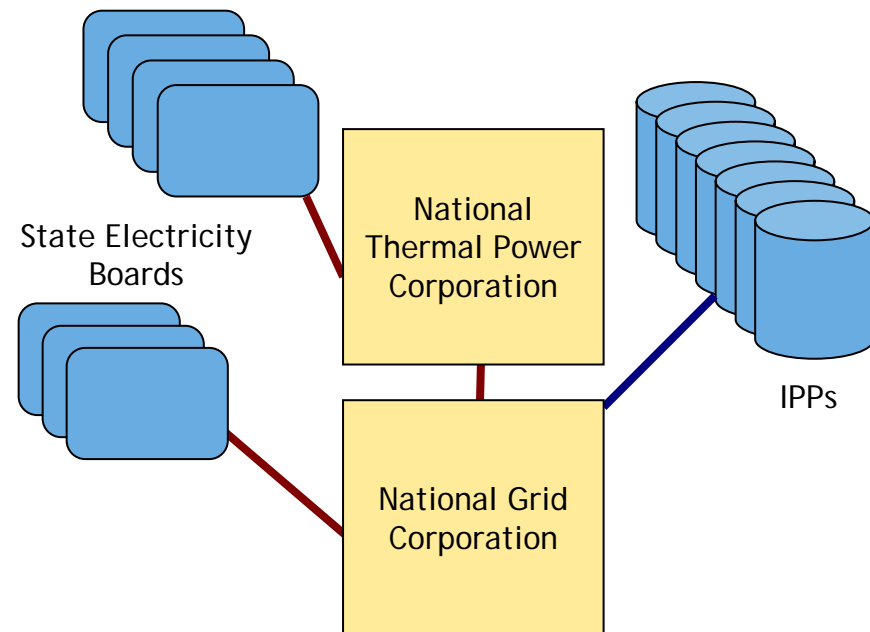 State Electricity
Boards
National
Thermal Power
Corporation
IPPs
National Grid
Corporation